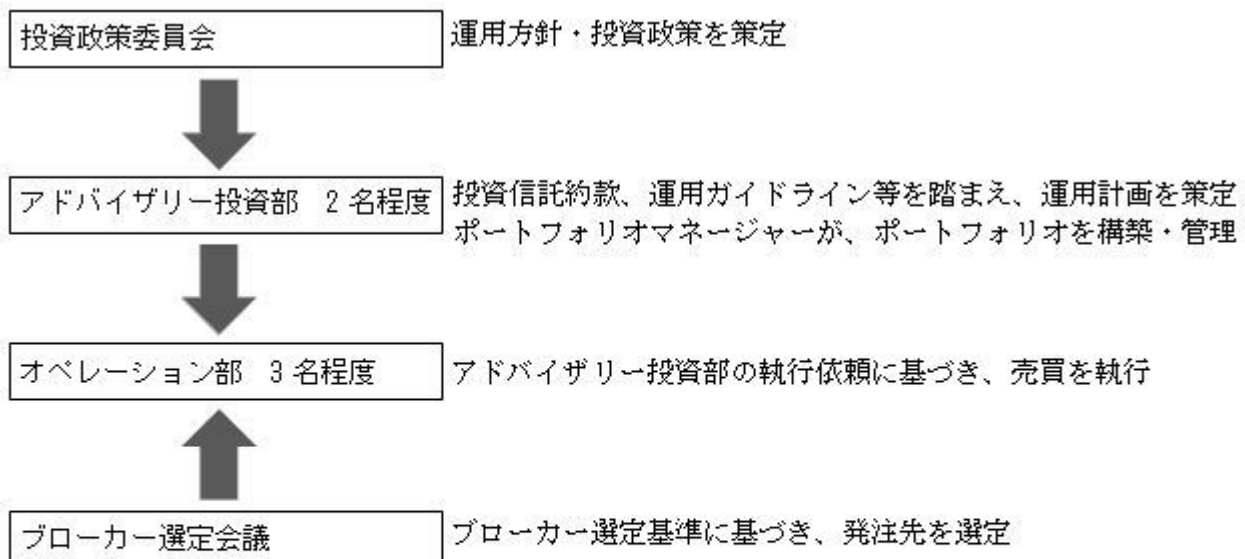 投資政策委員会
運用方針・投資政策を策定
アドバイザリー投資部　2名程度
投資信託約款、運用ガイドライン等を踏まえ、運用計画を策定
ポートフォリオマネージャーが、ポートフォリオを構築・管理
オペレーション部　3名程度
アドバイザリー投資部の執行依頼に基づき、売買を執行
ブローカー選定会議
ブローカー選定基準に基づき、発注先を選定